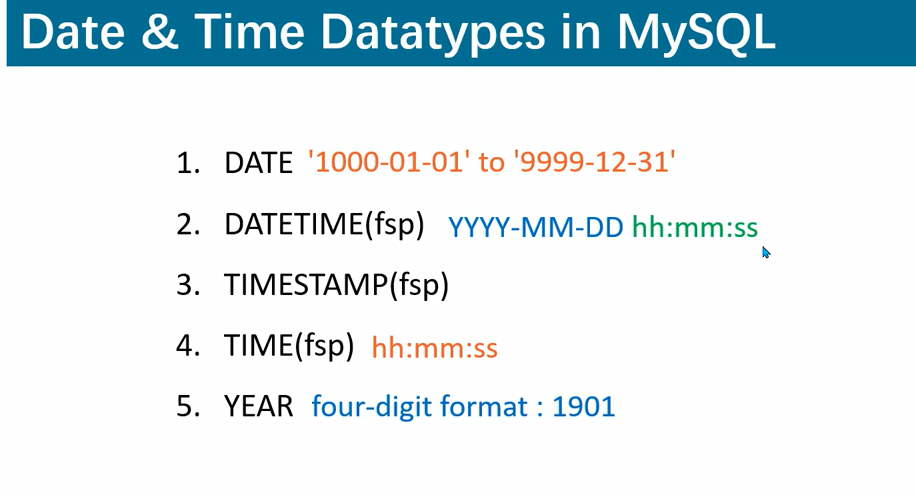 Date & Time Datatypes in MySQL
1. DATE '1000-01-01' to '9999-12-31'
2. DATETIME(fsp) YYYY-MM-DD hh:mm:ss
3. TIMESTAMP(fsp)
4. TIME(fsp) hh:mm:ss
5. YEAR four-digit format : 1901